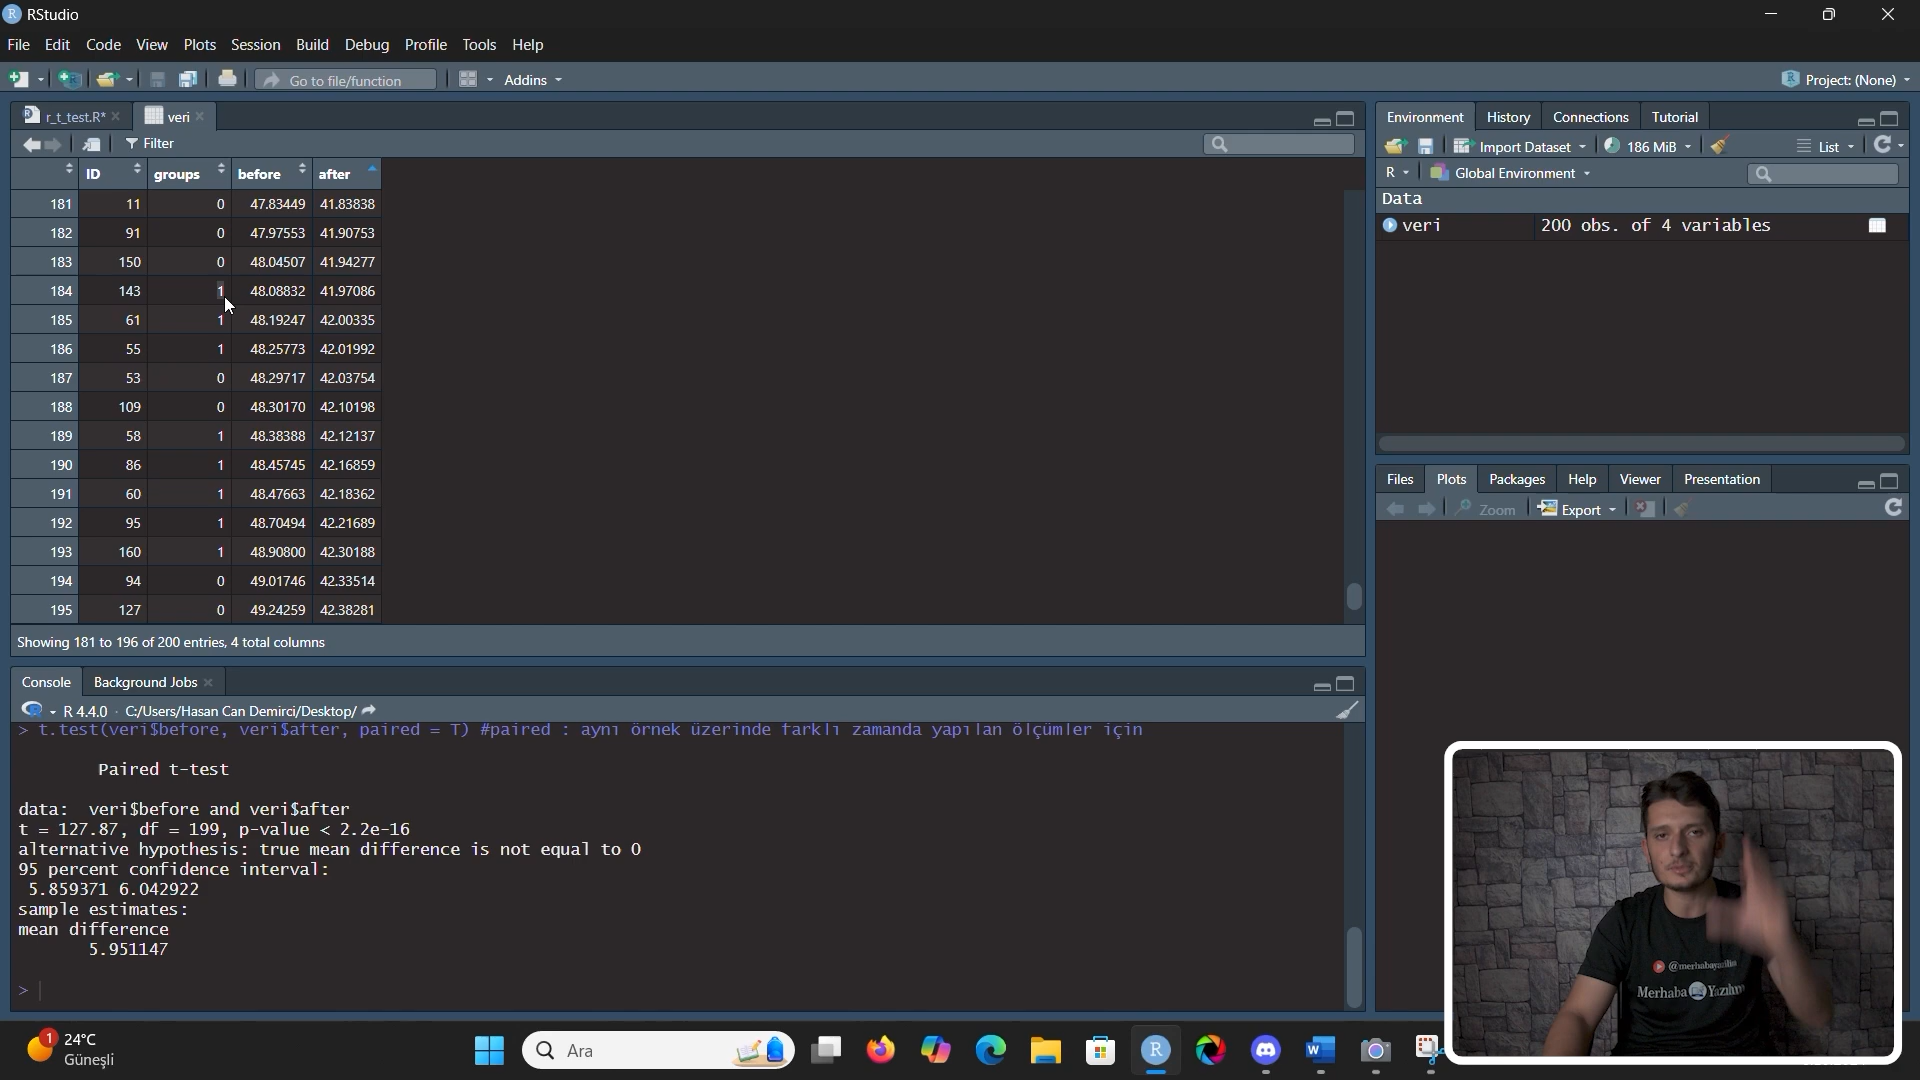 RStudio
File Edit Code View Plots Session Build Debug Profile Tools Help
Go to file/function Addins Project: (None)
r_t_test.R* veri
Filter
ID groups before after
181 11 0 47.83449 41.83838
182 91 0 47.97553 41.90753
183 150 0 48.04507 41.94277
184 143 1 48.08832 41.97086
185 61 1 48.19247 42.00335
186 55 1 48.25773 42.01992
187 53 0 48.29717 42.03754
188 109 0 48.30170 42.10198
189 58 1 48.38388 42.12137
190 86 1 48.45745 42.16859
191 60 1 48.47663 42.18362
192 95 1 48.70494 42.21689
193 160 1 48.90800 42.30188
194 94 0 49.01746 42.33514
195 127 0 49.24259 42.38281
Showing 181 to 196 of 200 entries, 4 total columns
Console Background Jobs
R 4.4.0 · C:/Users/Hasan Can Demirci/Desktop/
> t.test(veri$before, veri$after, paired = T) #paired : aynı örnek üzerinde farklı zamanda yapılan ölçümler için
Paired t-test
data: veri$before and veri$after
t = 127.87, df = 199, p-value < 2.2e-16
alternative hypothesis: true mean difference is not equal to 0
95 percent confidence interval:
5.859371 6.042922
sample estimates:
mean difference
5.951147
>
Environment History Connections Tutorial
Import Dataset 186 MiB List
R Global Environment
Data
veri 200 obs. of 4 variables
Files Plots Packages Help Viewer Presentation
Zoom Export
@merhabayazilim
Merhaba Yazılım
1 24°C
Güneşli
Ara